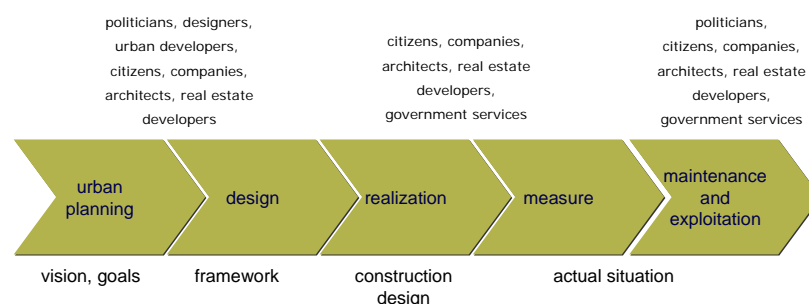 politicians, designers,
urban developers,
citizens, companies,
architects, real estate
developers
citizens, companies,
architects, real estate
developers,
government services
politicians,
citizens, companies,
architects, real estate
developers,
government services
urban
planning
design
realization
measure
maintenance
and
exploitation
vision, goals
framework
construction
design
actual situation